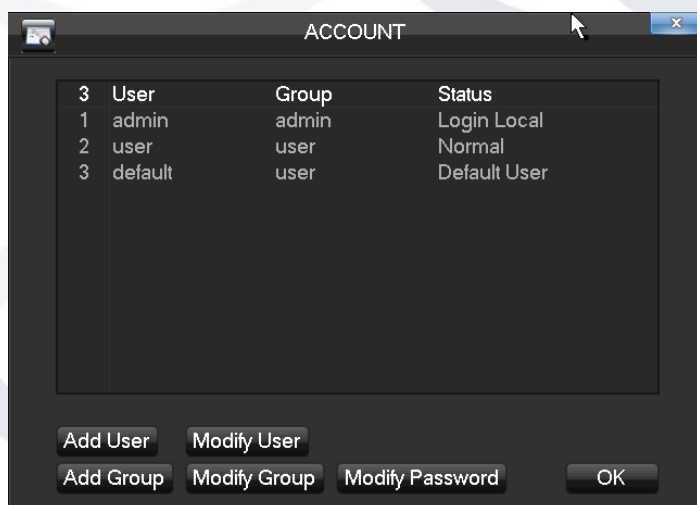 ACCOUNT
x
3 User Group Status
1 admin admin Login Local
2 user user Normal
3 default user Default User
Add User Modify User
Add Group Modify Group Modify Password OK